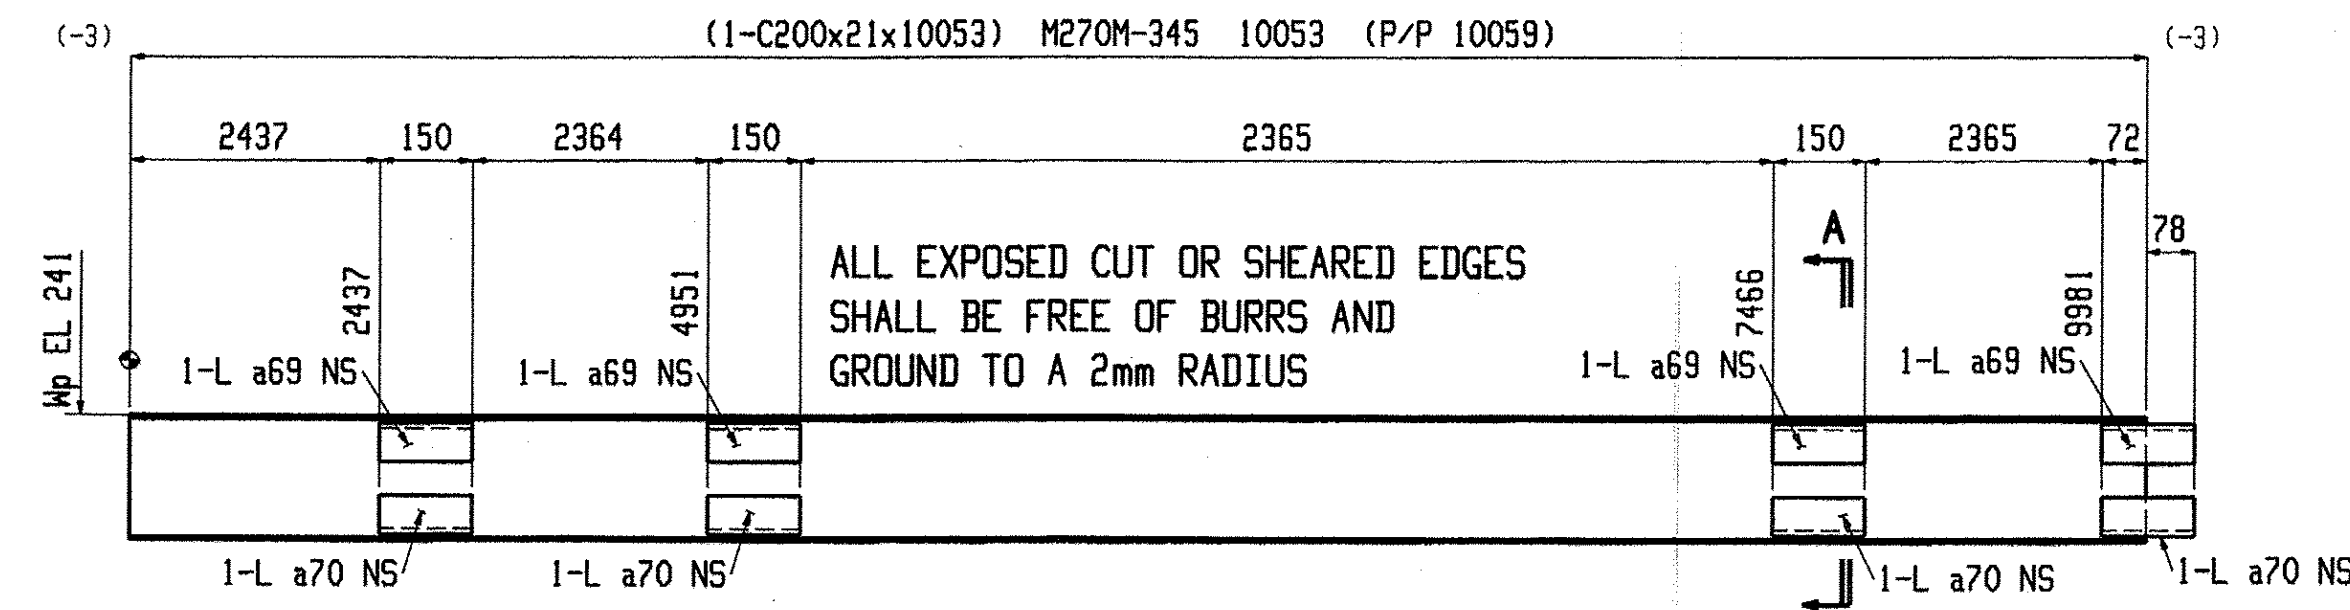 (-3) (1-C200x21x10053) M270M-345 10053 (P/P 10059) (-3)
2437 150 2364 150 2365 150 2365 72
78
A
Wp EL 241
2437
4951
7466
9981
ALL EXPOSED CUT OR SHEARED EDGES
SHALL BE FREE OF BURRS AND
GROUND TO A 2mm RADIUS
1-L a69 NS 1-L a69 NS 1-L a69 NS 1-L a69 NS
1-L a70 NS 1-L a70 NS 1-L a70 NS 1-L a70 NS